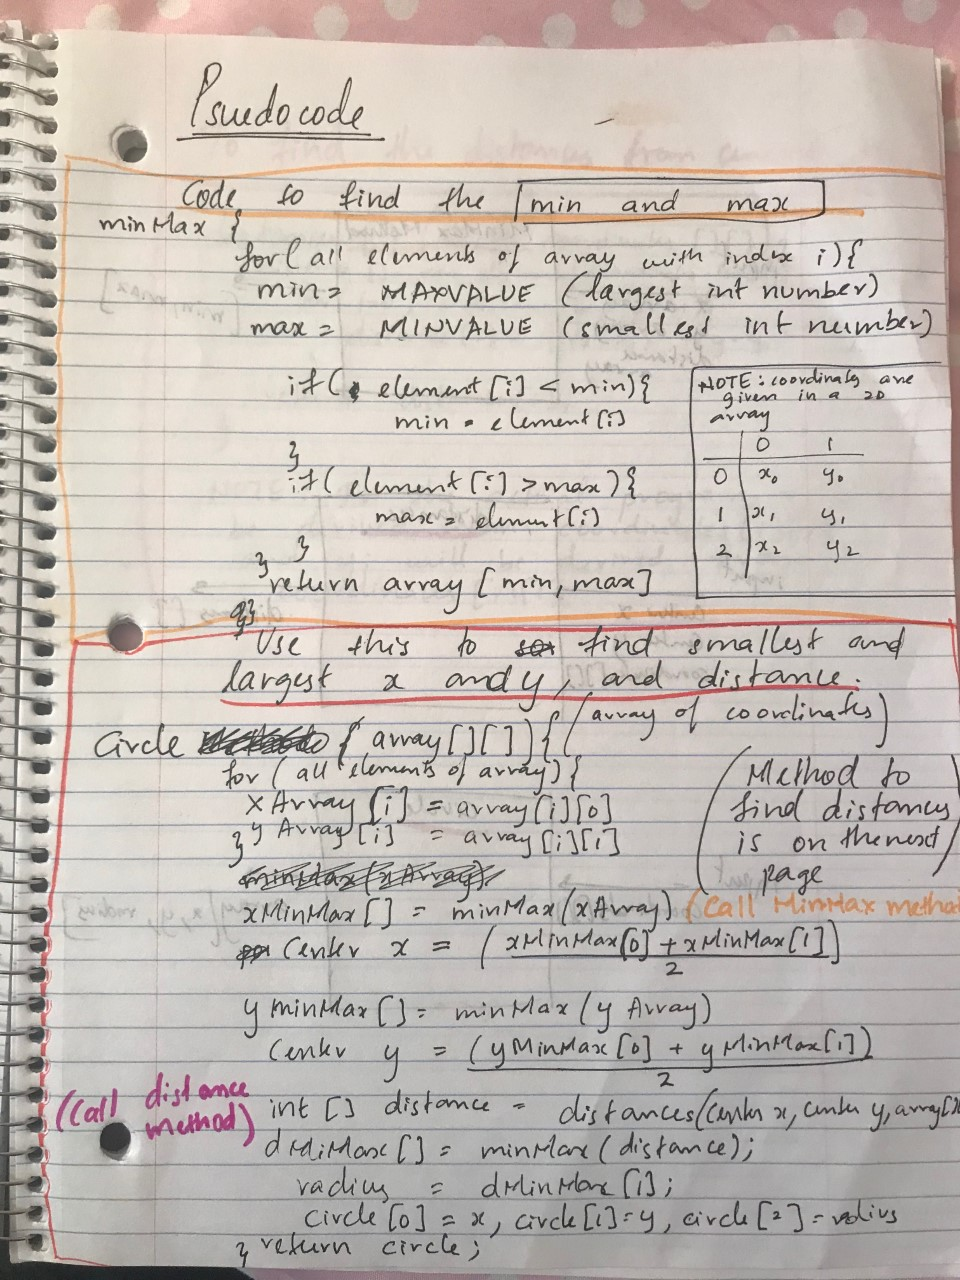 Psuedocode
Code to find the min and max
minMax {
for( all elements of array with index i){
min = MAXVALUE (largest int number)
max = MINVALUE (smallest int number)
if( element[i] < min){
min = element[i]
}
if( element[i] > max){
max = element[i]
}
}
return array [min, max]
}
NOTE: coordinates are
given in a 2D
array
0 1
0 x0 y0
1 x1 y1
2 x2 y2
Use this to find smallest and
largest x and y, and distance.
Circle { array[][] } { (array of coordinates)
for (all elements of array) {
xArray [i] = array[i][0]
yArray [i] = array[i][1]
}
(Method to
find distances
is on the next
page)
minMax(xArray)
xMinMax[] = minMax(xArray) (Call MinMax method
Center x = (xMinMax[0] + xMinMax[1])
2
yMinMax[] = minMax(yArray)
Center y = (yMinMax[0] + yMinMax[1])
2
(Call distance
method)
int [] distance = distances(Center x, center y, array[]
dMiMax[] = minMax(distance);
radius = dMinMax[1];
circle[0] = x, circle[1] = y, circle[2] = radius
} return circle;